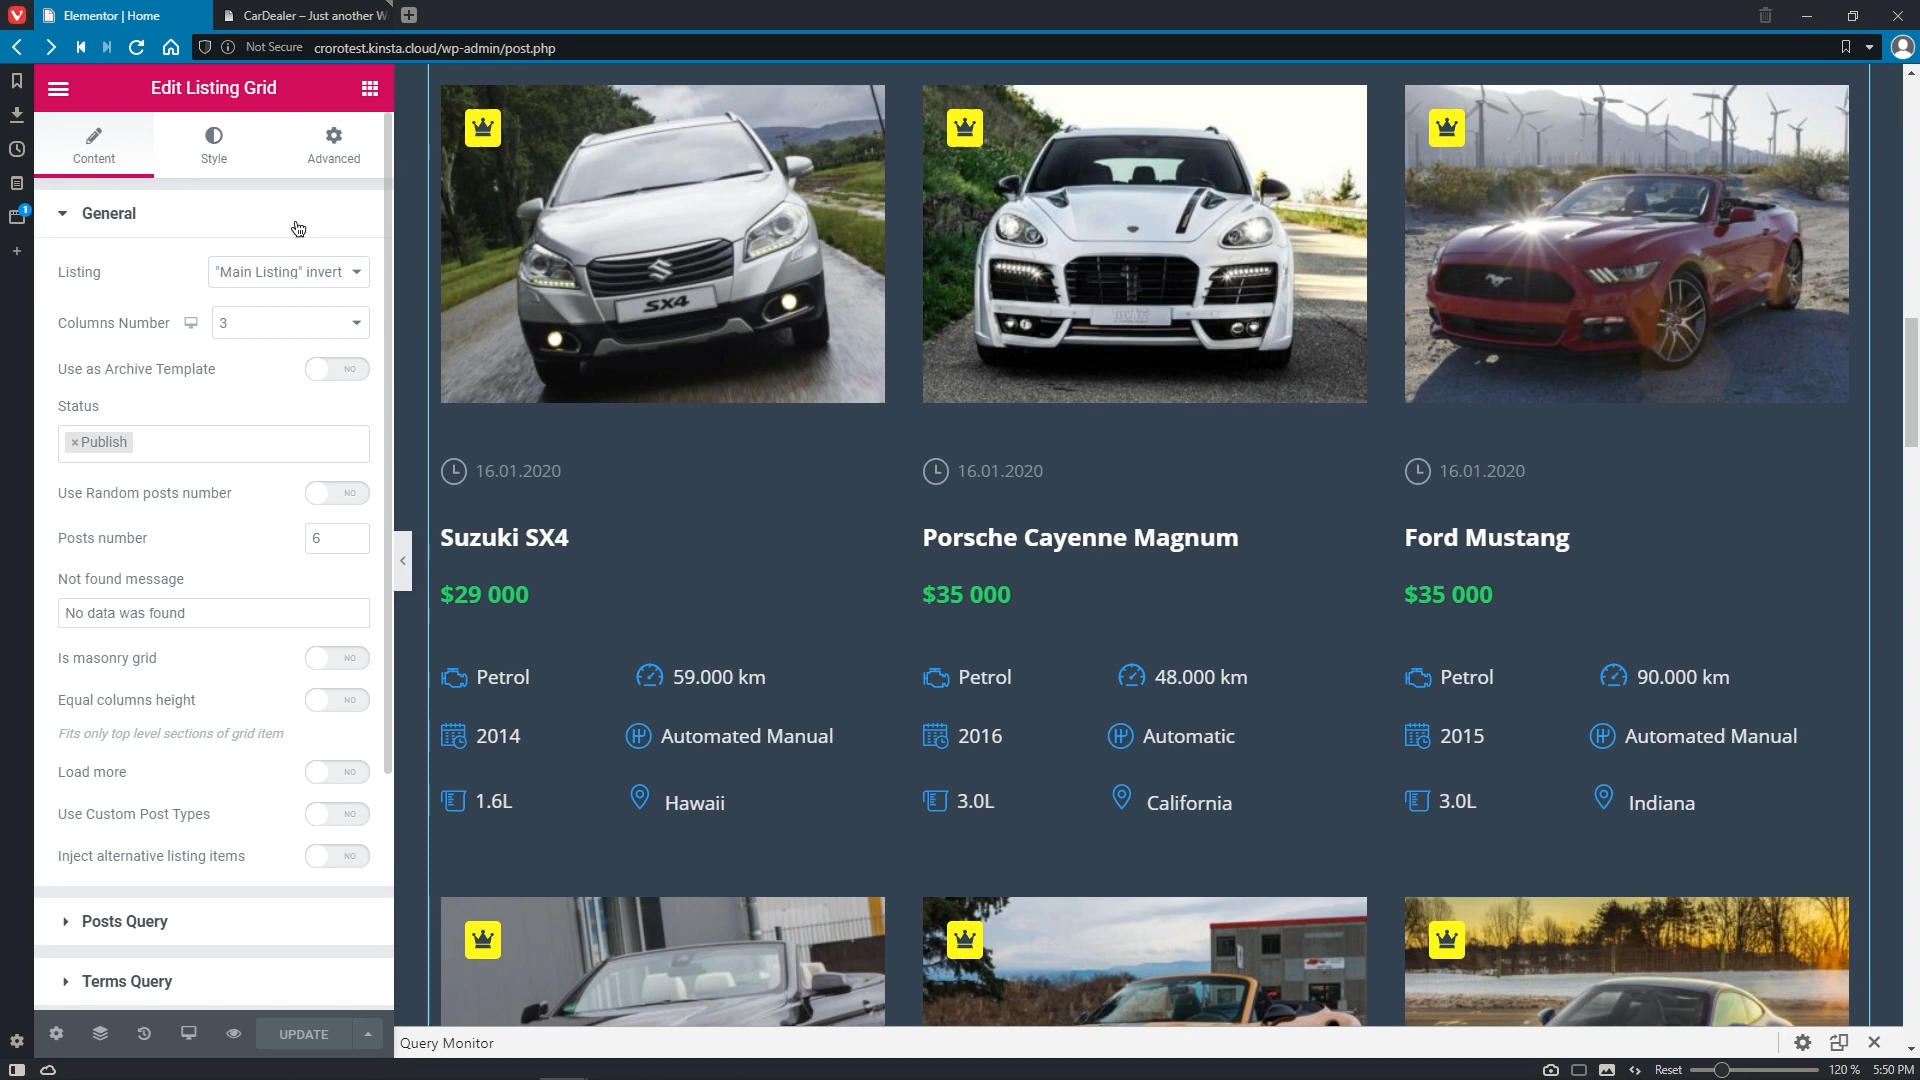 Elementor | Home
CarDealer – Just another W
Not Secure crorotest.kinsta.cloud/wp-admin/post.php
1
Edit Listing Grid
Content
Style
Advanced
General
Listing
"Main Listing" invert
Columns Number
3
Use as Archive Template
NO
Status
× Publish
Use Random posts number
NO
Posts number
6
Not found message
No data was found
Is masonry grid
NO
Equal columns height
NO
Fits only top level sections of grid item
Load more
NO
Use Custom Post Types
NO
Inject alternative listing items
NO
Posts Query
Terms Query
UPDATE
SX4
16.01.2020
Suzuki SX4
$29 000
Petrol
59.000 km
2014
Automated Manual
1.6L
Hawaii
16.01.2020
Porsche Cayenne Magnum
$35 000
Petrol
48.000 km
2016
Automatic
3.0L
California
16.01.2020
Ford Mustang
$35 000
Petrol
90.000 km
2015
Automated Manual
3.0L
Indiana
Query Monitor
Reset
120 %
5:50 PM